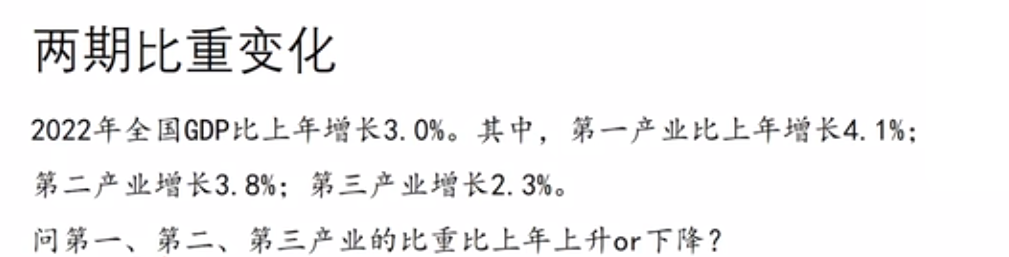 两期比重变化
2022年全国GDP比上年增长3.0%。其中，第一产业比上年增长4.1%；
第二产业增长3.8%；第三产业增长2.3%。
问第一、第二、第三产业的比重比上年上升or下降？